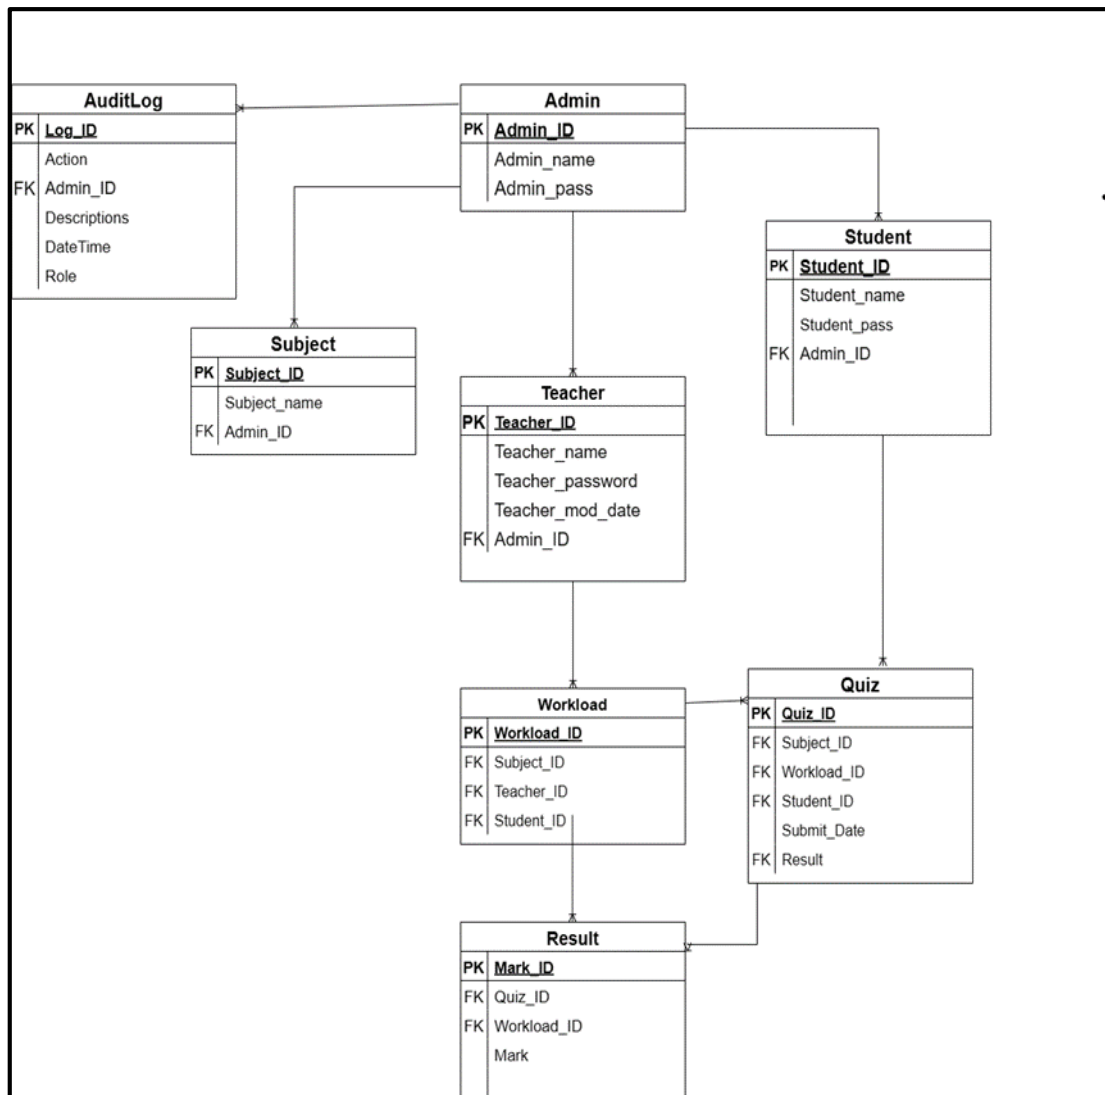 AuditLog
PK Log_ID
Action
FK Admin_ID
Descriptions
DateTime
Role
Admin
PK Admin_ID
Admin_name
Admin_pass
Student
PK Student_ID
Student_name
Student_pass
FK Admin_ID
Subject
PK Subject_ID
Subject_name
FK Admin_ID
Teacher
PK Teacher_ID
Teacher_name
Teacher_password
Teacher_mod_date
FK Admin_ID
Workload
PK Workload_ID
FK Subject_ID
FK Teacher_ID
FK Student_ID
Quiz
PK Quiz_ID
FK Subject_ID
FK Workload_ID
FK Student_ID
Submit_Date
FK Result
Result
PK Mark_ID
FK Quiz_ID
FK Workload_ID
Mark